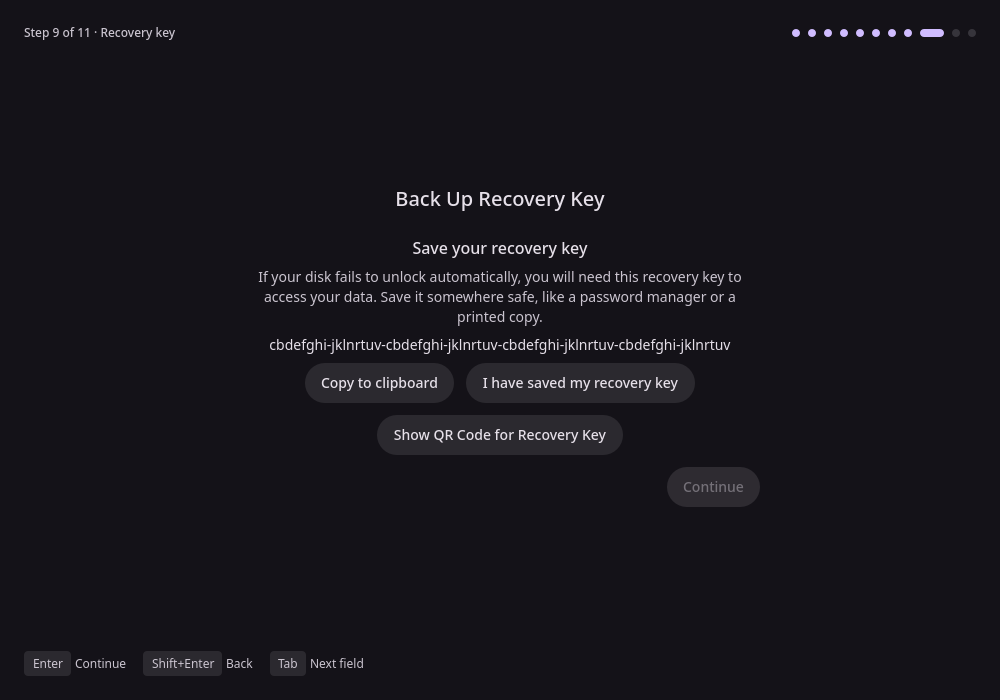 Step 9 of 11 · Recovery key
Back Up Recovery Key
Save your recovery key
If your disk fails to unlock automatically, you will need this recovery key to
access your data. Save it somewhere safe, like a password manager or a
printed copy.
cbdefghi-jklnrtuv-cbdefghi-jklnrtuv-cbdefghi-jklnrtuv-cbdefghi-jklnrtuv
Copy to clipboard I have saved my recovery key
Show QR Code for Recovery Key
Continue
Enter Continue Shift+Enter Back Tab Next field